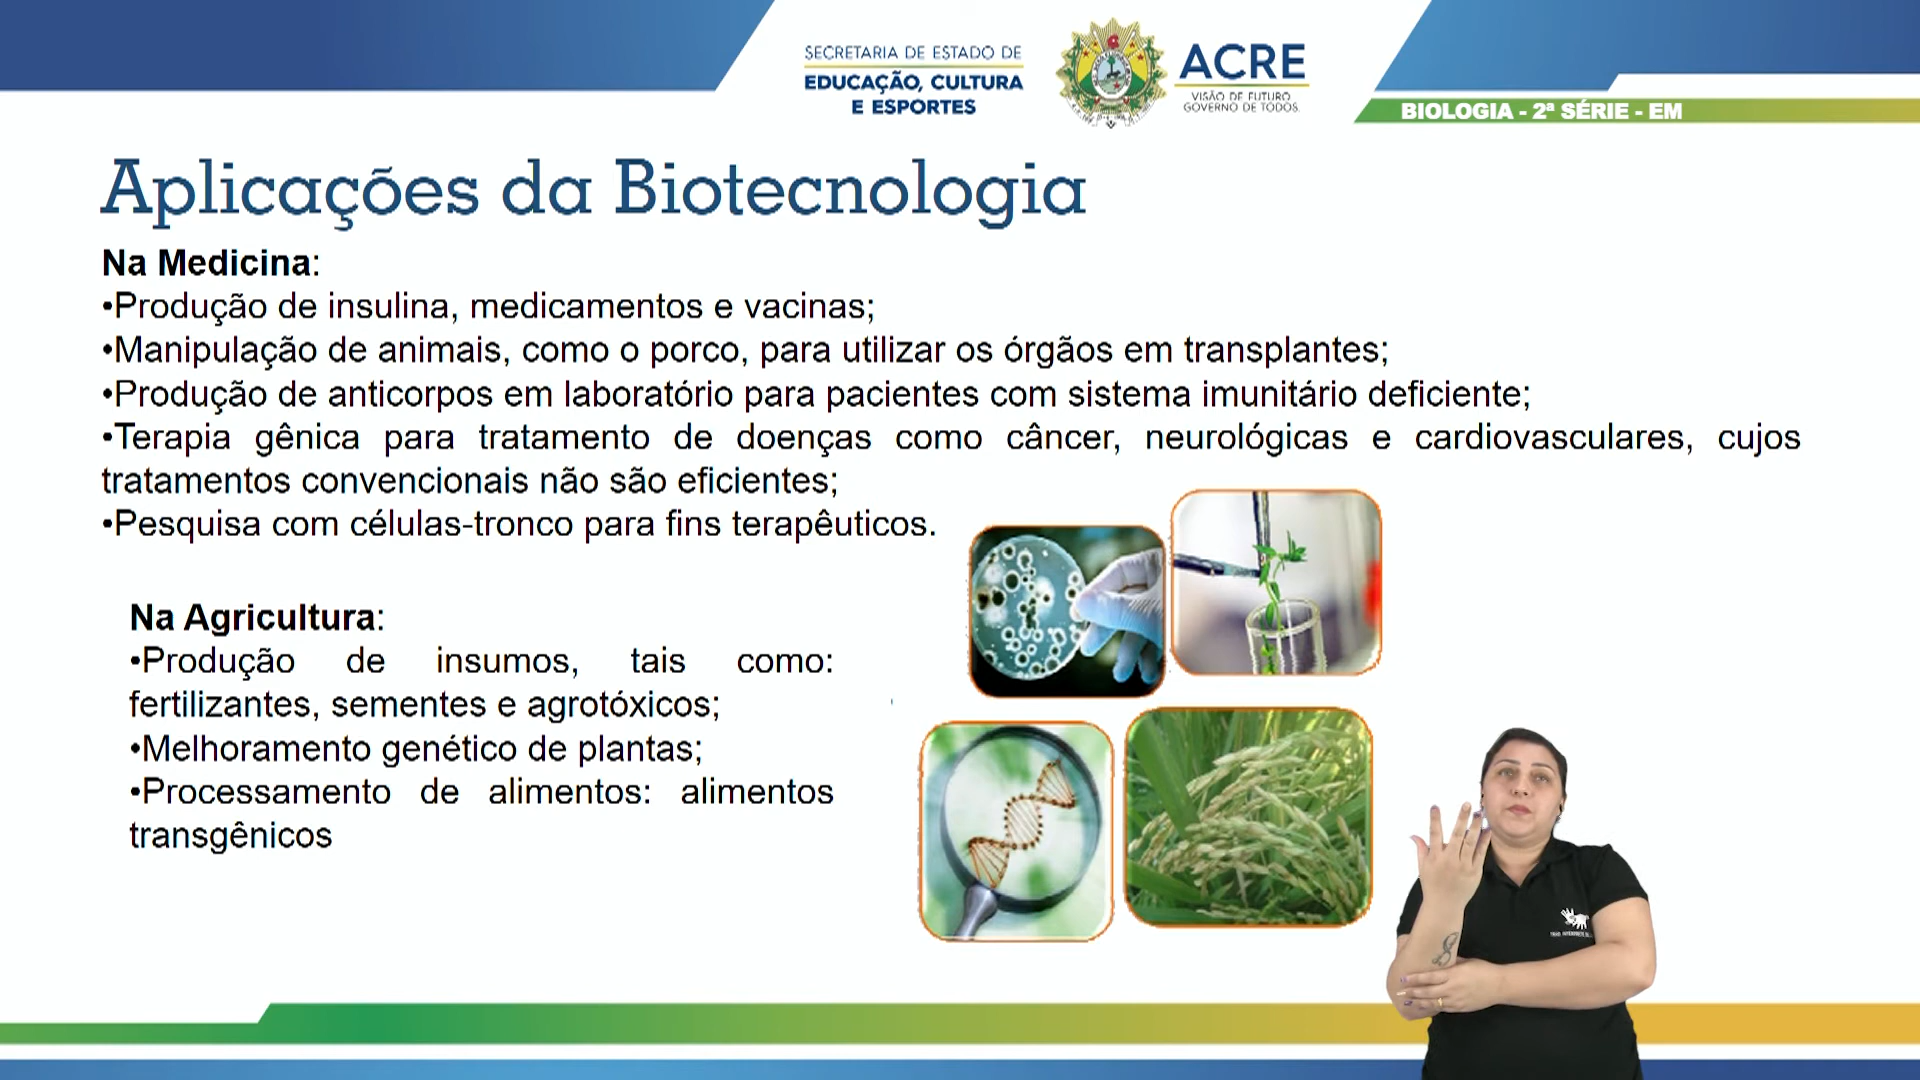 SECRETARIA DE ESTADO DE
EDUCAÇÃO, CULTURA
E ESPORTES
ACRE
VISÃO DE FUTURO
GOVERNO DE TODOS
BIOLOGIA - 2ª SÉRIE - EM
Aplicações da Biotecnologia
Na Medicina:
•Produção de insulina, medicamentos e vacinas;
•Manipulação de animais, como o porco, para utilizar os órgãos em transplantes;
•Produção de anticorpos em laboratório para pacientes com sistema imunitário deficiente;
•Terapia gênica para tratamento de doenças como câncer, neurológicas e cardiovasculares, cujos
tratamentos convencionais não são eficientes;
•Pesquisa com células-tronco para fins terapêuticos.
Na Agricultura:
•Produção de insumos, tais como:
fertilizantes, sementes e agrotóxicos;
•Melhoramento genético de plantas;
•Processamento de alimentos: alimentos
transgênicos